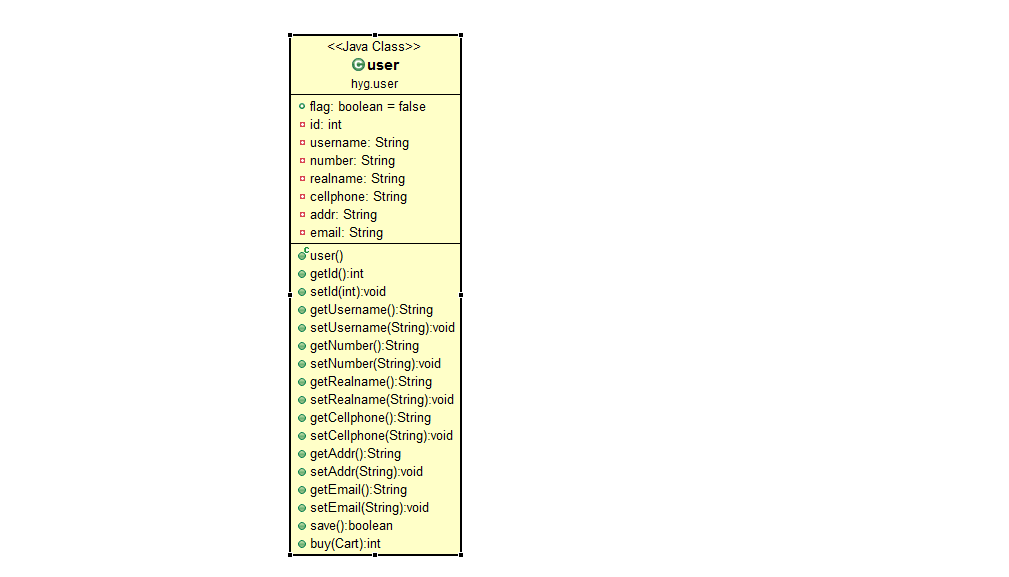 <<Java Class>>
user
hyg.user
flag: boolean = false
id: int
username: String
number: String
realname: String
cellphone: String
addr: String
email: String
user()
getId():int
setId(int):void
getUsername():String
setUsername(String):void
getNumber():String
setNumber(String):void
getRealname():String
setRealname(String):void
getCellphone():String
setCellphone(String):void
getAddr():String
setAddr(String):void
getEmail():String
setEmail(String):void
save():boolean
buy(Cart):int